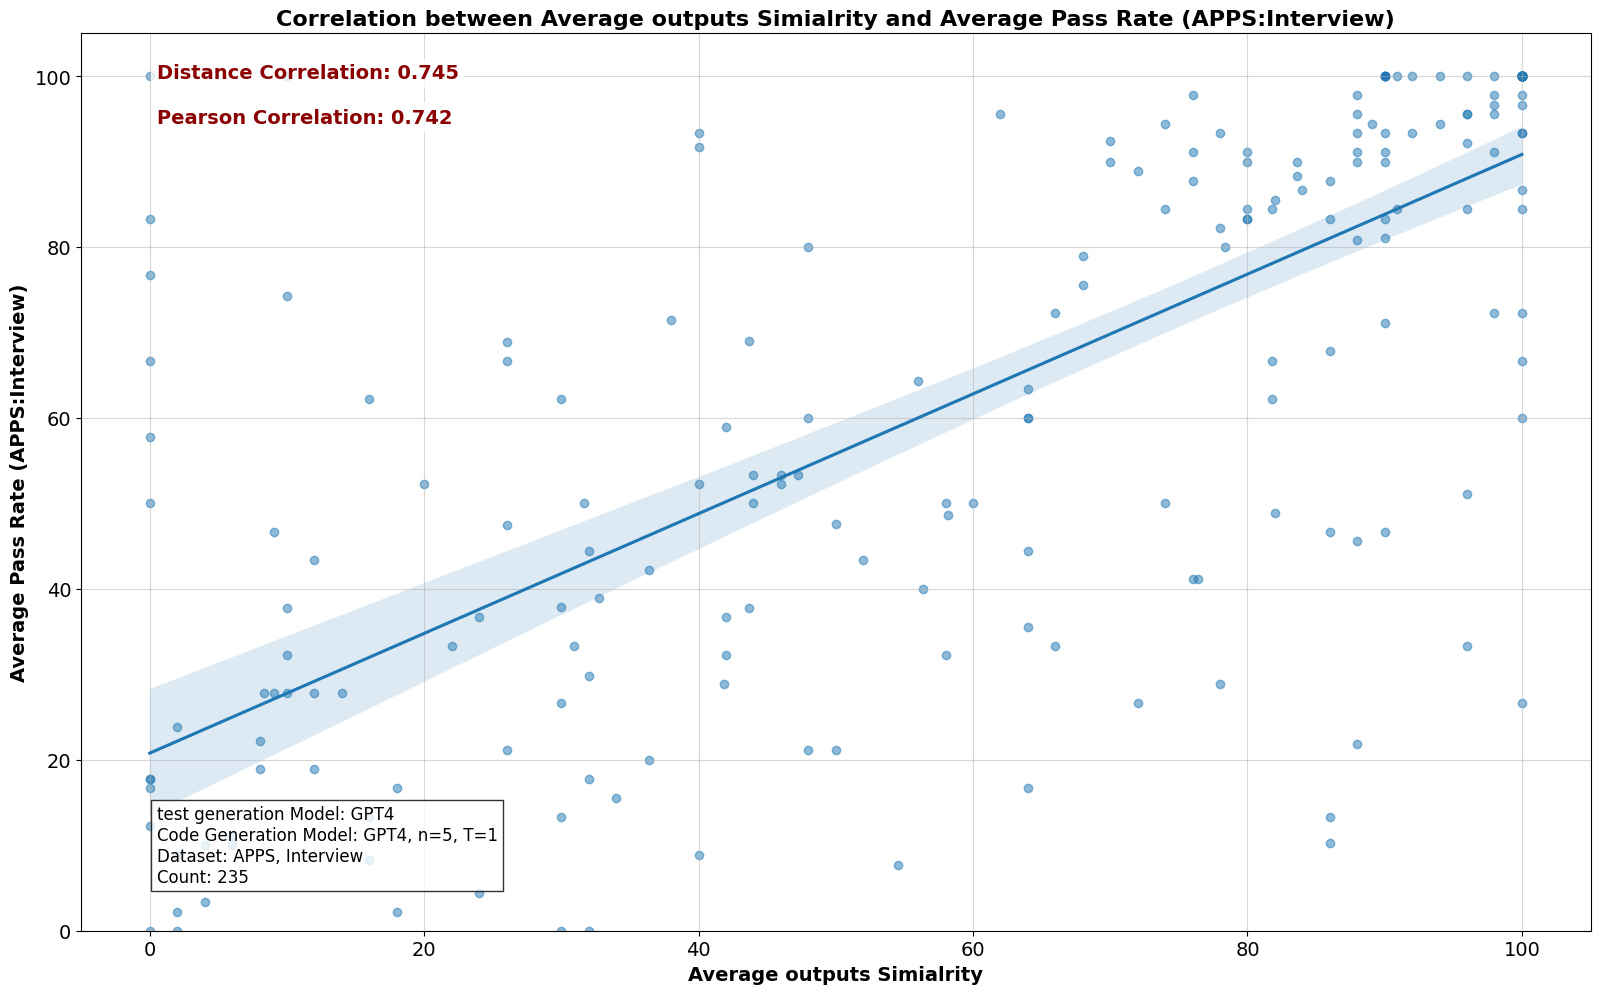 Correlation between Average outputs Simialrity and Average Pass Rate (APPS:Interview)
Distance Correlation: 0.745
Pearson Correlation: 0.742
Average Pass Rate (APPS:Interview)
100
80
60
40
20
0
test generation Model: GPT4
Code Generation Model: GPT4, n=5, T=1
Dataset: APPS, Interview
Count: 235
0 20 40 60 80 100
Average outputs Simialrity